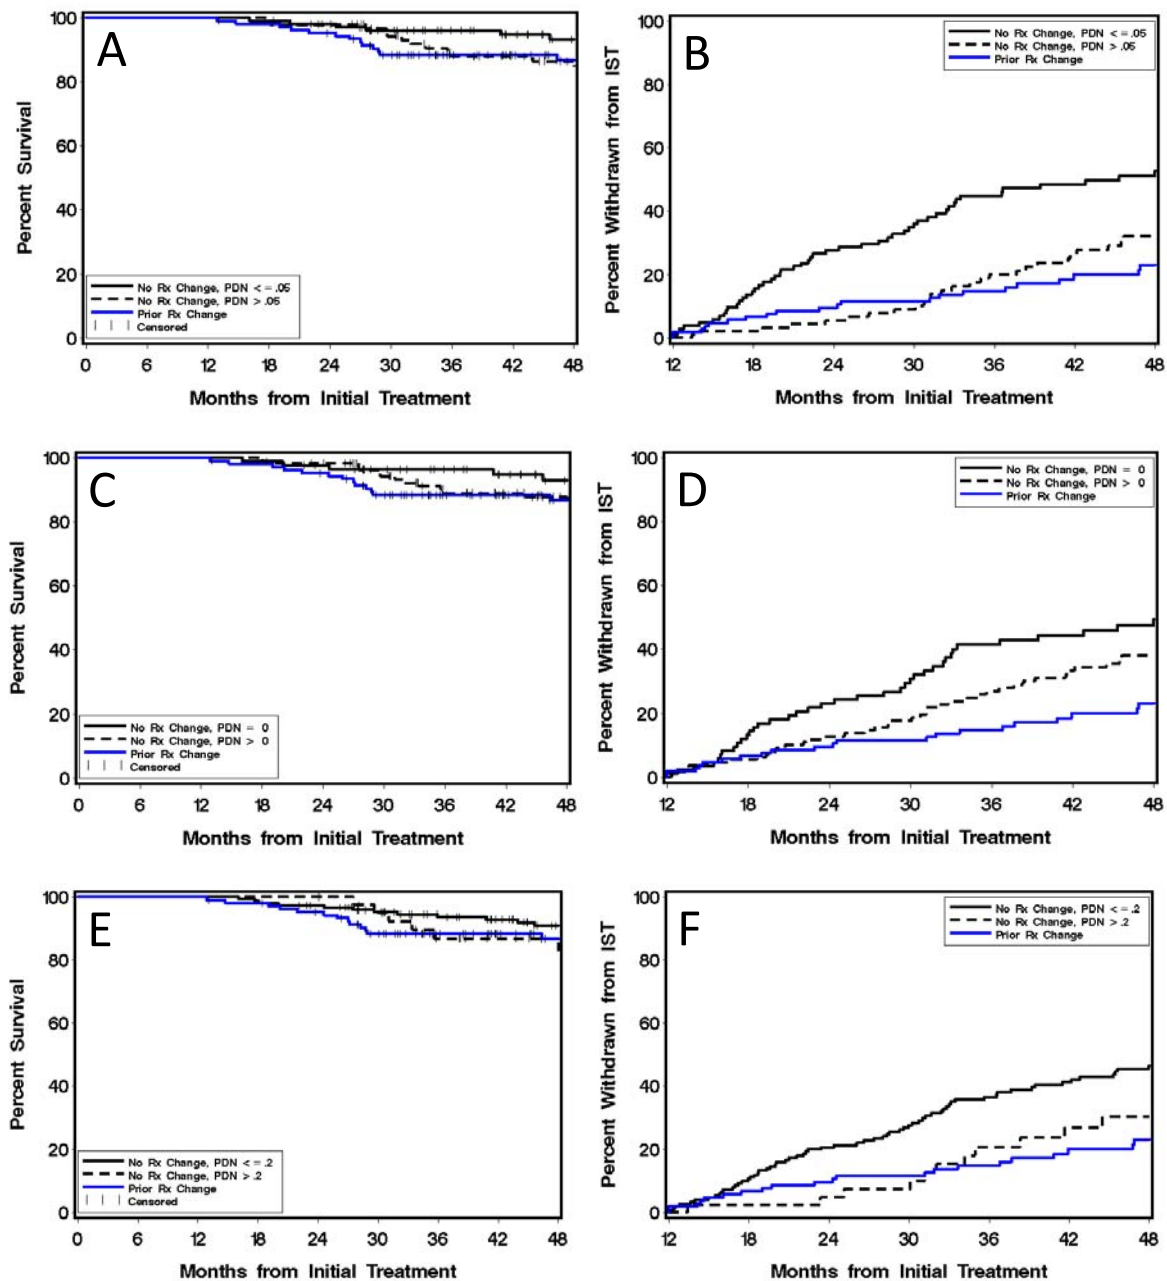 A
100
80
60
40
20
0
Percent Survival
No Rx Change, PDN <=.05
No Rx Change, PDN >.05
Prior Rx Change
Censored
0 6 12 18 24 30 36 42 48
Months from Initial Treatment
B
100
80
60
40
20
0
Percent Withdrawn from IST
No Rx Change, PDN <=.05
No Rx Change, PDN >.05
Prior Rx Change
12 18 24 30 36 42 48
Months from Initial Treatment
C
100
80
60
40
20
0
Percent Survival
No Rx Change, PDN = 0
No Rx Change, PDN > 0
Prior Rx Change
Censored
0 6 12 18 24 30 36 42 48
Months from Initial Treatment
D
100
80
60
40
20
0
Percent Withdrawn from IST
No Rx Change, PDN = 0
No Rx Change, PDN > 0
Prior Rx Change
12 18 24 30 36 42 48
Months from Initial Treatment
E
100
80
60
40
20
0
Percent Survival
No Rx Change, PDN <=.2
No Rx Change, PDN >.2
Prior Rx Change
Censored
0 6 12 18 24 30 36 42 48
Months from Initial Treatment
F
100
80
60
40
20
0
Percent Withdrawn from IST
No Rx Change, PDN <=.2
No Rx Change, PDN >.2
Prior Rx Change
12 18 24 30 36 42 48
Months from Initial Treatment